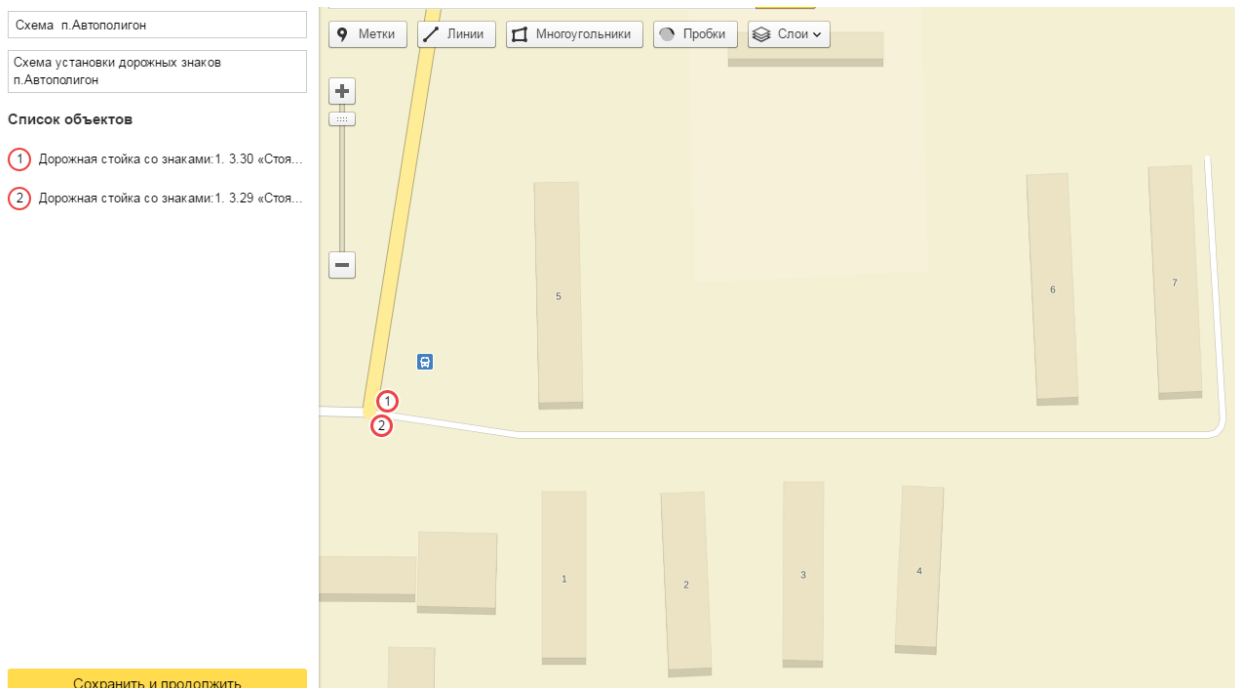 Схема п.Автополигон
Схема установки дорожных знаков
п.Автополигон
Список объектов
1 Дорожная стойка со знаками:1. 3.30 «Стоя...
2 Дорожная стойка со знаками:1. 3.29 «Стоя...
Сохранить и продолжить
Метки Линии Многоугольники Пробки Слои
5
6
7
1
2
1
2
3
4